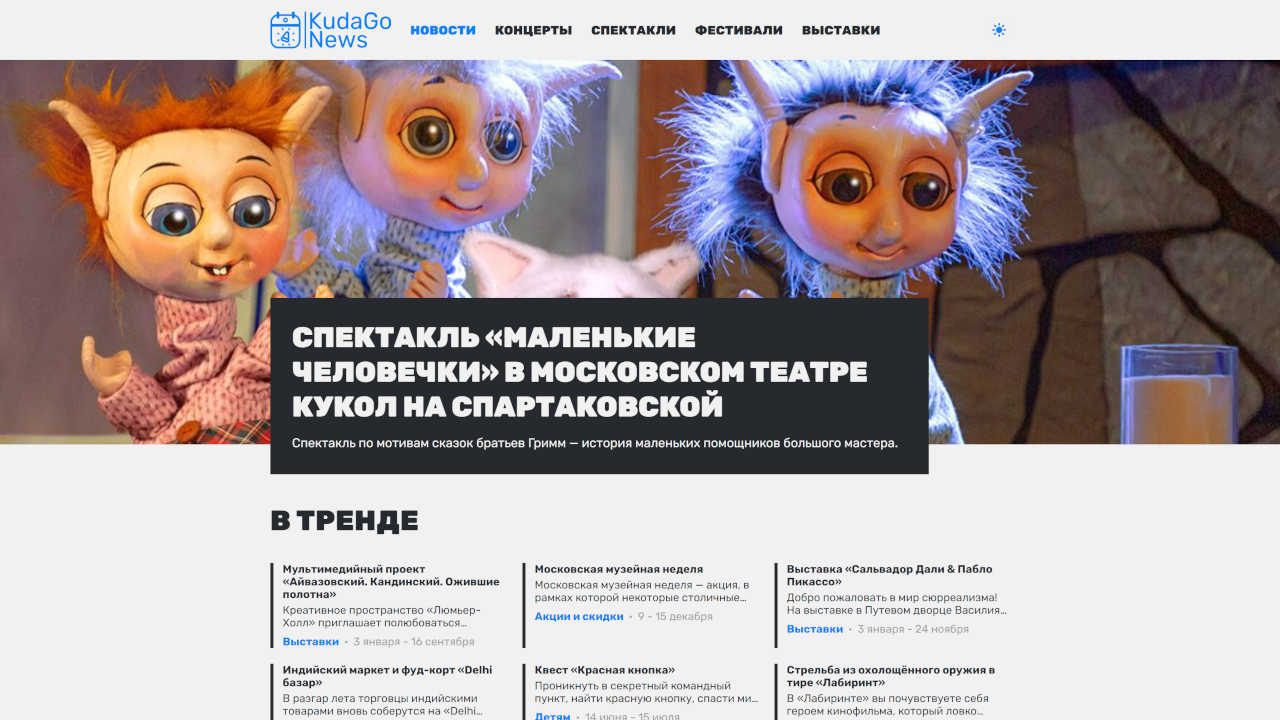 KudaGo
News
НОВОСТИ КОНЦЕРТЫ СПЕКТАКЛИ ФЕСТИВАЛИ ВЫСТАВКИ
СПЕКТАКЛЬ «МАЛЕНЬКИЕ
ЧЕЛОВЕЧКИ» В МОСКОВСКОМ ТЕАТРЕ
КУКОЛ НА СПАРТАКОВСКОЙ
Спектакль по мотивам сказок братьев Гримм — история маленьких помощников большого мастера.
В ТРЕНДЕ
Мультимедийный проект
«Айвазовский. Кандинский. Ожившие
полотна»
Креативное пространство «Люмьер-
Холл» приглашает полюбоваться…
Выставки • 3 января - 16 сентября
Московская музейная неделя
Московская музейная неделя — акция, в
рамках которой некоторые столичные…
Акции и скидки • 9 - 15 декабря
Выставка «Сальвадор Дали & Пабло
Пикассо»
Добро пожаловать в мир сюрреализма!
На выставке в Путевом дворце Василия…
Выставки • 3 января - 24 ноября
Индийский маркет и фуд-корт «Delhi
базар»
В разгар лета торговцы индийскими
товарами вновь соберутся на «Delhi…
Квест «Красная кнопка»
Проникнуть в секретный командный
пункт, найти красную кнопку, спасти ми…
Детям • 14 июня - 15 июля
Стрельба из охолощённого оружия в
тире «Лабиринт»
В «Лабиринте» вы почувствуете себя
героем кинофильма, который ловко…